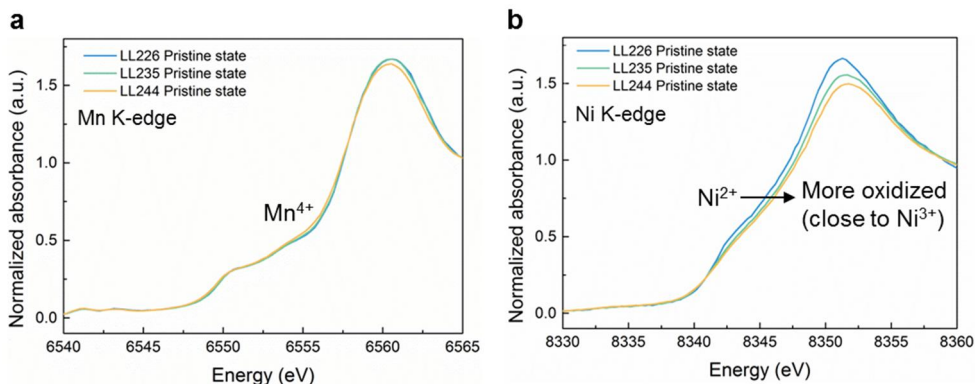 a
LL226 Pristine state
LL235 Pristine state
LL244 Pristine state
Mn K-edge
Mn4+
Normalized absorbance (a.u.)
0.0
0.5
1.0
1.5
6540
6545
6550
6555
6560
6565
Energy (eV)
b
LL226 Pristine state
LL235 Pristine state
LL244 Pristine state
Ni K-edge
Ni2+
More oxidized
(close to Ni3+)
Normalized absorbance (a.u.)
0.0
0.5
1.0
1.5
8330
8335
8340
8345
8350
8355
8360
Energy (eV)